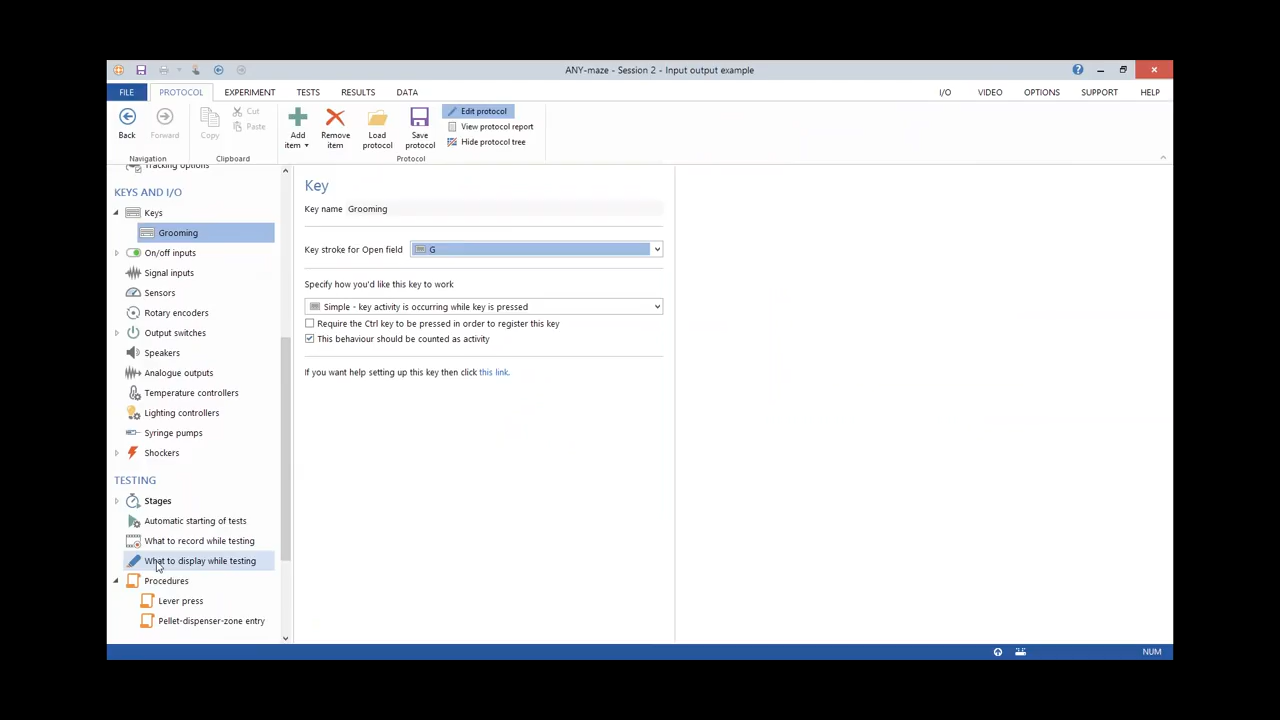 ANY-maze - Session 2 - Input output example
FILE PROTOCOL EXPERIMENT TESTS RESULTS DATA I/O VIDEO OPTIONS SUPPORT HELP
Back
Forward
Navigation
Copy
Cut
Paste
Clipboard
Add item
Remove item
Load protocol
Save protocol
Edit protocol
View protocol report
Hide protocol tree
Protocol
Tracking options
KEYS AND I/O
Keys
Grooming
On/off inputs
Signal inputs
Sensors
Rotary encoders
Output switches
Speakers
Analogue outputs
Temperature controllers
Lighting controllers
Syringe pumps
Shockers
TESTING
Stages
Automatic starting of tests
What to record while testing
What to display while testing
Procedures
Lever press
Pellet-dispenser-zone entry
Key
Key name Grooming
Key stroke for Open field G
Specify how you'd like this key to work
Simple - key activity is occurring while key is pressed
Require the Ctrl key to be pressed in order to register this key
This behaviour should be counted as activity
If you want help setting up this key then click this link.
NUM